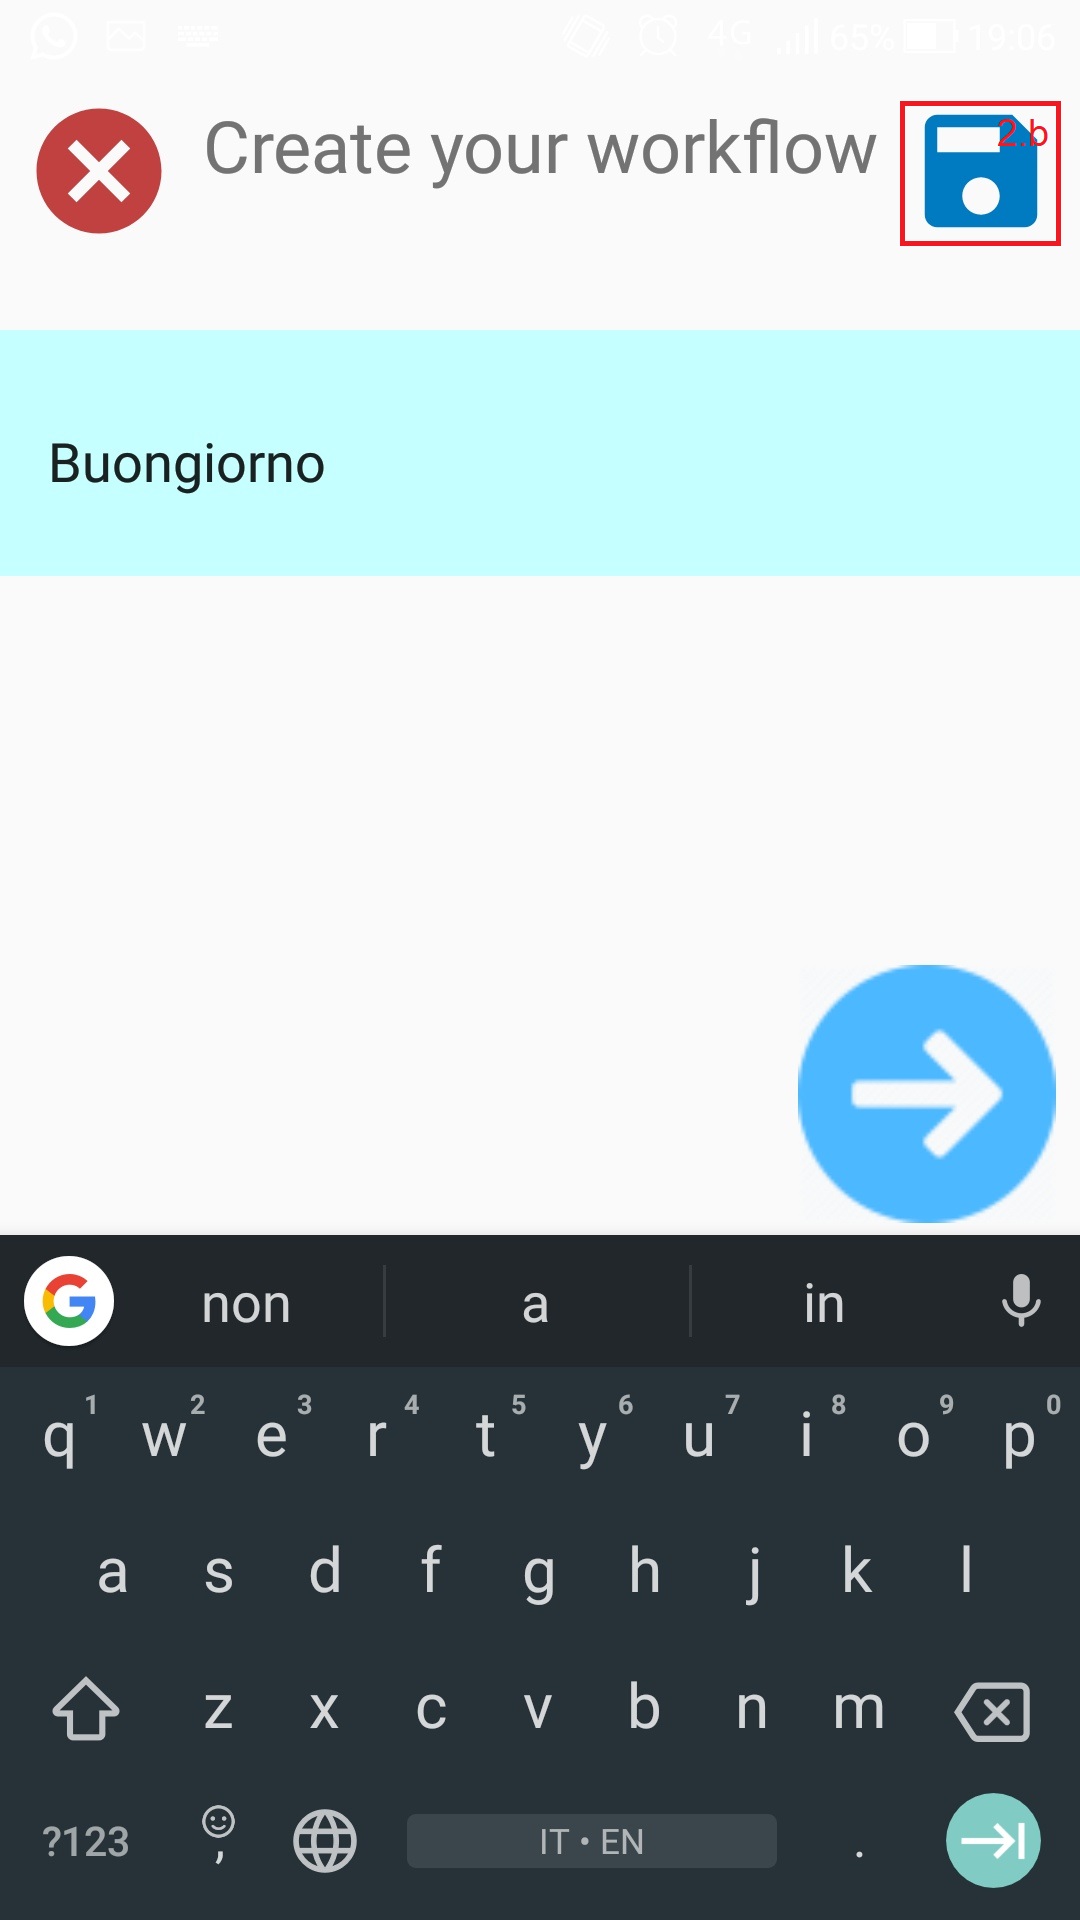 4G 65% 19:06
Create your workflow
2.b
Buongiorno
non a in
1 2 3 4 5 6 7 8 9 0
q w e r t y u i o p
a s d f g h j k l
z x c v b n m
?123 , IT • EN .